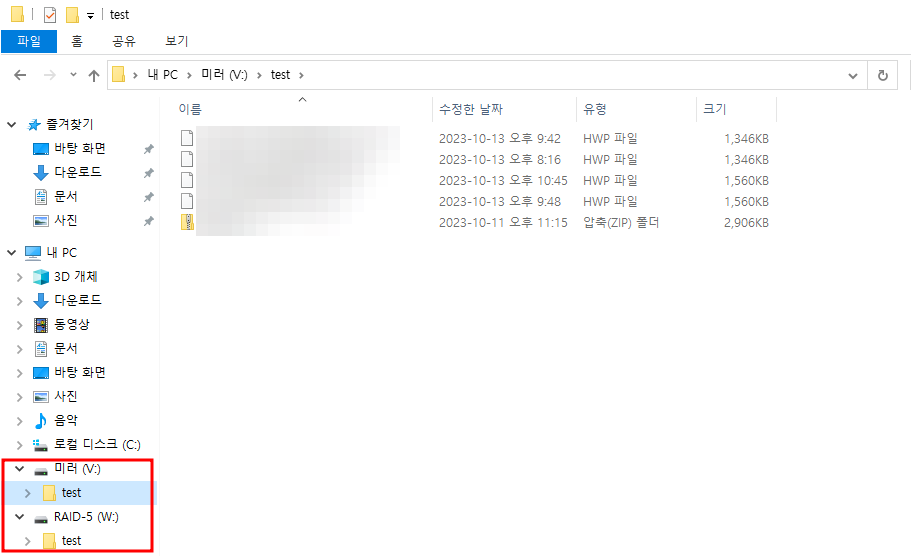 test
파일 홈 공유 보기
내 PC 미러 (V:) test
이름 수정한 날짜 유형 크기
2023-10-13 오후 9:42 HWP 파일 1,346KB
2023-10-13 오후 8:16 HWP 파일 1,346KB
2023-10-13 오후 10:45 HWP 파일 1,560KB
2023-10-13 오후 9:48 HWP 파일 1,560KB
2023-10-11 오후 11:15 압축(ZIP) 폴더 2,906KB
즐겨찾기
바탕 화면
다운로드
문서
사진
내 PC
3D 개체
다운로드
동영상
문서
바탕 화면
사진
음악
로컬 디스크 (C:)
미러 (V:)
test
RAID-5 (W:)
test